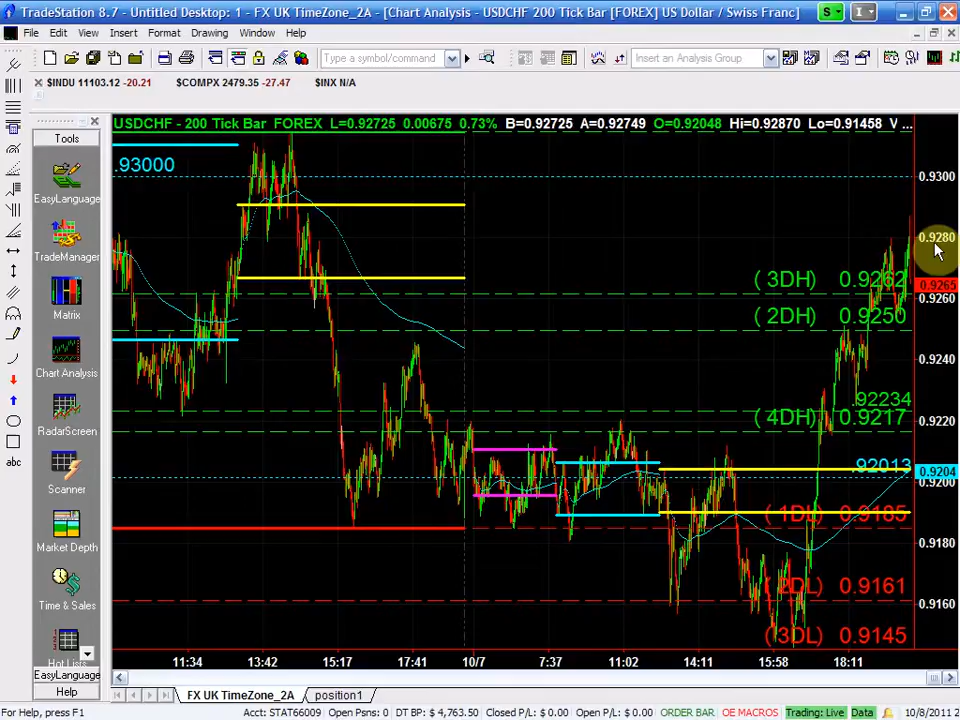 TradeStation 8.7 - Untitled Desktop: 1 - FX UK TimeZone_2A - [Chart Analysis - USDCHF 200 Tick Bar [FOREX] US Dollar / Swiss Franc]
S
I
File Edit View Insert Format Drawing Window Help
Type a symbol/command
Insert an Analysis Group
$INDU 11103.12 -20.21 $COMPX 2479.35 -27.47 $INX N/A
Tools
EasyLanguage
TradeManager
Matrix
Chart Analysis
RadarScreen
Scanner
Market Depth
Time & Sales
Hot Lists
EasyLanguage
Help
abc
USDCHF - 200 Tick Bar FOREX L=0.92725 0.00675 0.73% B=0.92725 A=0.92749 O=0.92048 Hi=0.92870 Lo=0.91458 V ...
.93000
( 3DH) 0.9262
( 2DH) 0.9250
.92234
( 4DH) 0.9217
.92013
( 1DL) 0.9185
( 2DL) 0.9161
(3DL) 0.9145
0.9300
0.9280
0.9265
0.9260
0.9240
0.9220
0.9204
0.9200
0.9180
0.9160
11:34 13:42 15:17 17:41 10/7 7:37 11:02 14:11 15:58 18:11
FX UK TimeZone_2A position1
For Help, press F1
Acct: STAT66009 Open Psns: 0 DT BP: $ 4,763.50 Closed P/L: $ 0.00 Open P/L: $ 0.00 ORDER BAR OE MACROS Trading: Live Data 10/8/2011 2